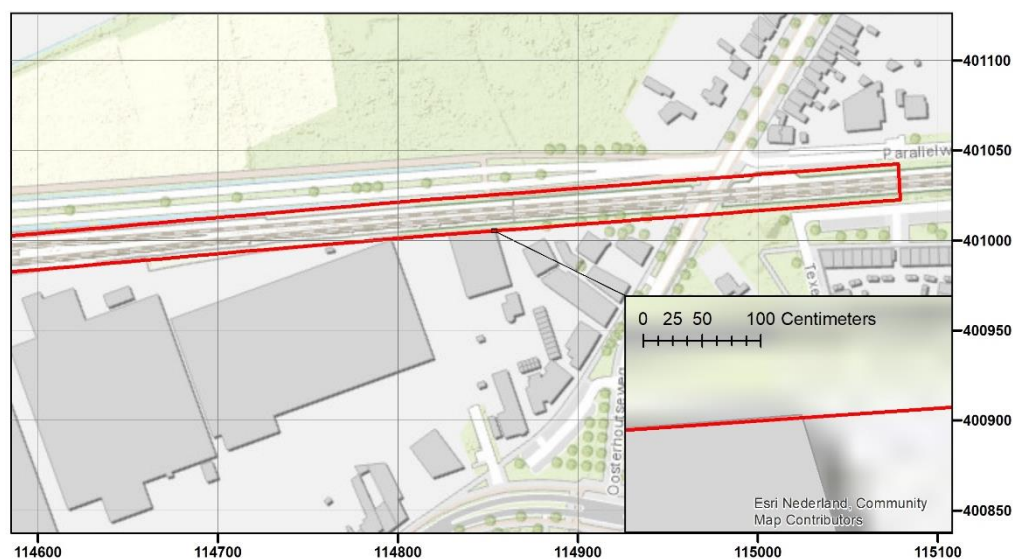 401100
Parallelw
401050
401000
Texe
0 25 50 100 Centimeters
400950
Oosterhoutseweg
400900
Esri Nederland, Community
Map Contributors
400850
114600 114700 114800 114900 115000 115100